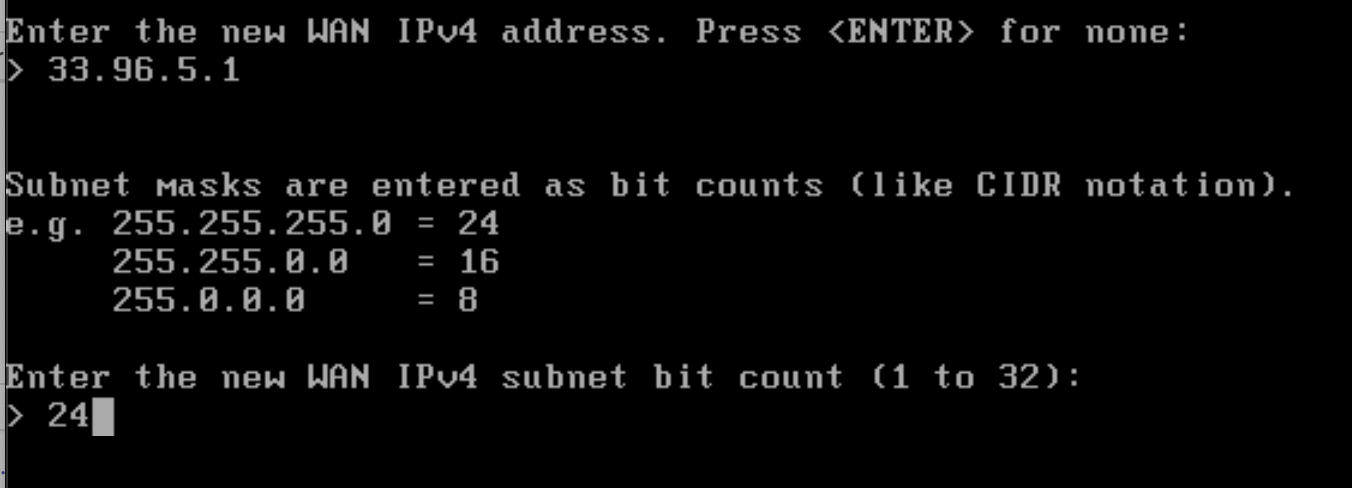 Enter the new WAN IPv4 address. Press <ENTER> for none:
> 33.96.5.1
Subnet masks are entered as bit counts (like CIDR notation).
e.g. 255.255.255.0 = 24
255.255.0.0 = 16
255.0.0.0 = 8
Enter the new WAN IPv4 subnet bit count (1 to 32):
> 24